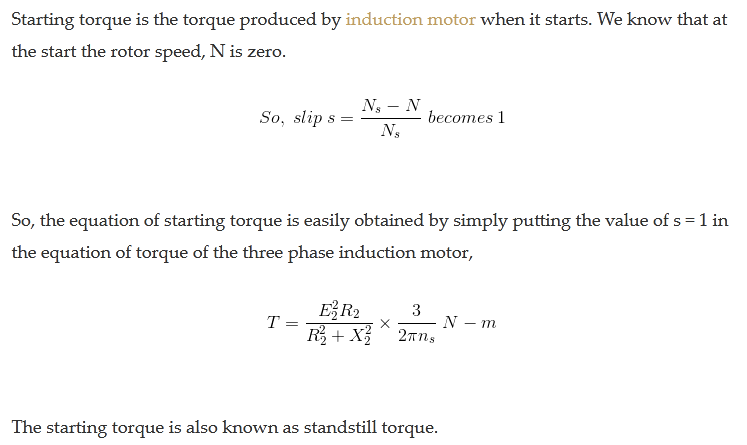 Starting torque is the torque produced by induction motor when it starts. We know that at
the start the rotor speed, N is zero.
So, slip s = \frac{N_s - N}{N_s} becomes 1
So, the equation of starting torque is easily obtained by simply putting the value of s = 1 in
the equation of torque of the three phase induction motor,
T = \frac{E_2^2 R_2}{R_2^2 + X_2^2} \times \frac{3}{2\pi n_s} N - m
The starting torque is also known as standstill torque.